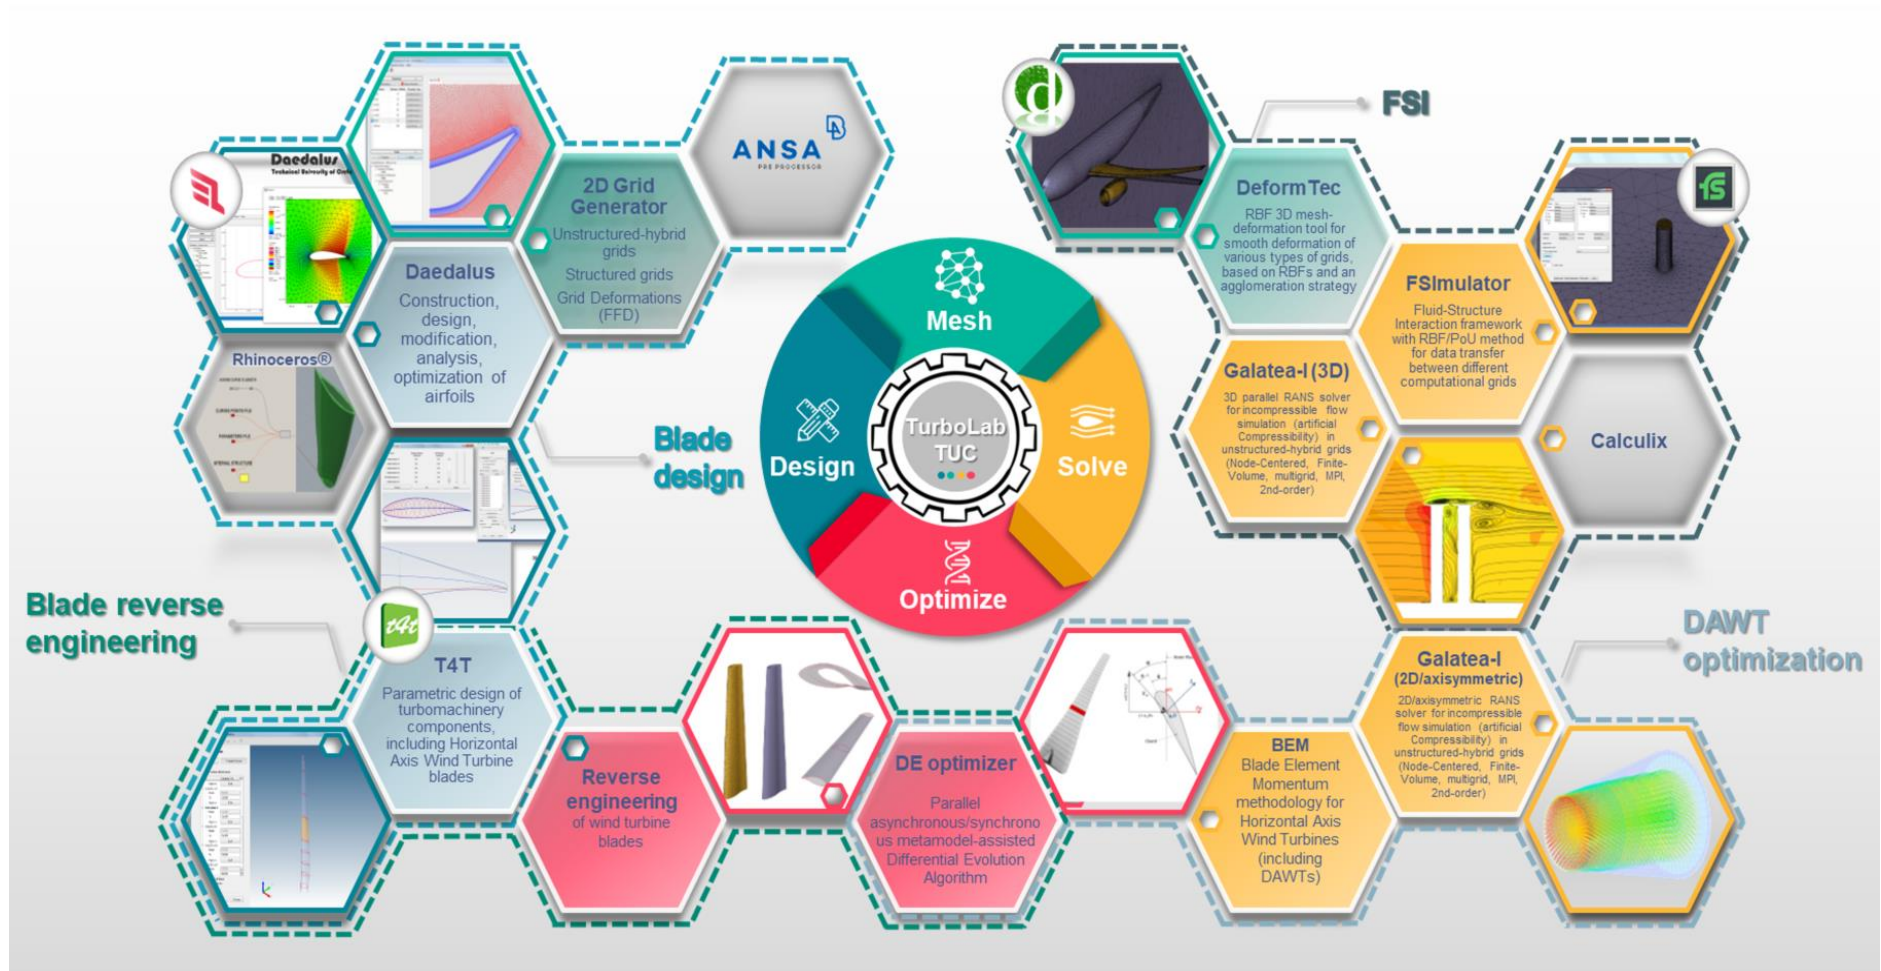 Daedalus
Technical University of Crete
2D Grid
Generator
Unstructured-hybrid
grids
Structured grids
Grid Deformations
(FFD)
ANSA
PRE PROCESSOR
Daedalus
Construction,
design,
modification,
analysis,
optimization of
airfoils
Rhinoceros®
Blade
design
Mesh
Design
Solve
Optimize
TurboLab
TUC
FSI
DeformTec
RBF 3D mesh-
deformation tool for
smooth deformation of
various types of grids,
based on RBFs and an
agglomeration strategy
FSImulator
Fluid-Structure
Interaction framework
with RBF/PoU method
for data transfer
between different
computational grids
fs
Galatea-I (3D)
3D parallel RANS solver
for incompressible flow
simulation (artificial
Compressibility) in
unstructured-hybrid grids
(Node-Centered, Finite-
Volume, multigrid, MPI,
2nd-order)
Calculix
Blade reverse
engineering
t4t
T4T
Parametric design of
turbomachinery
components,
including Horizontal
Axis Wind Turbine
blades
Reverse
engineering
of wind turbine
blades
DE optimizer
Parallel
asynchronous/synchrono
us metamodel-assisted
Differential Evolution
Algorithm
BEM
Blade Element
Momentum
methodology for
Horizontal Axis
Wind Turbines
(including
DAWTs)
Galatea-I
(2D/axisymmetric)
2D/axisymmetric RANS
solver for incompressible
flow simulation (artificial
Compressibility) in
unstructured-hybrid grids
(Node-Centered, Finite-
Volume, multigrid, MPI,
2nd-order)
DAWT
optimization